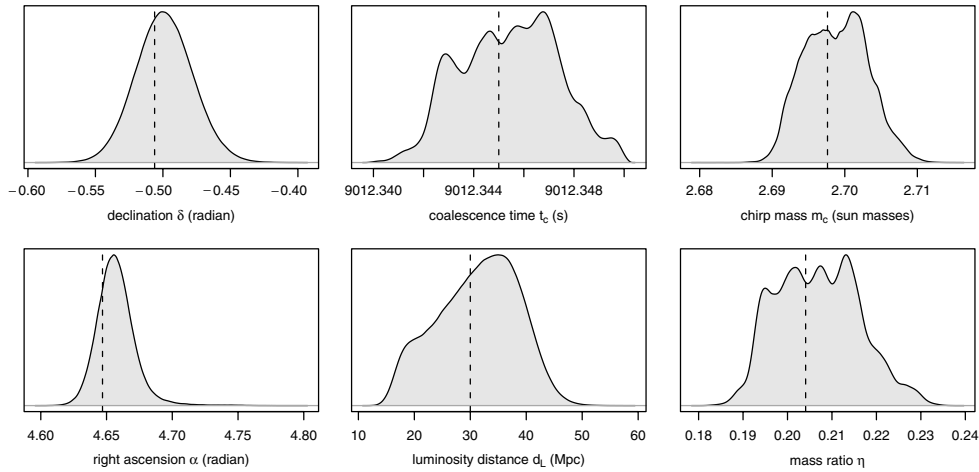 −0.60 −0.55 −0.50 −0.45 −0.40
declination δ (radian)
9012.340 9012.344 9012.348
coalescence time tc (s)
2.68 2.69 2.70 2.71
chirp mass mc (sun masses)
4.60 4.65 4.70 4.75 4.80
right ascension α (radian)
10 20 30 40 50 60
luminosity distance dL (Mpc)
0.18 0.19 0.20 0.21 0.22 0.23 0.24
mass ratio η